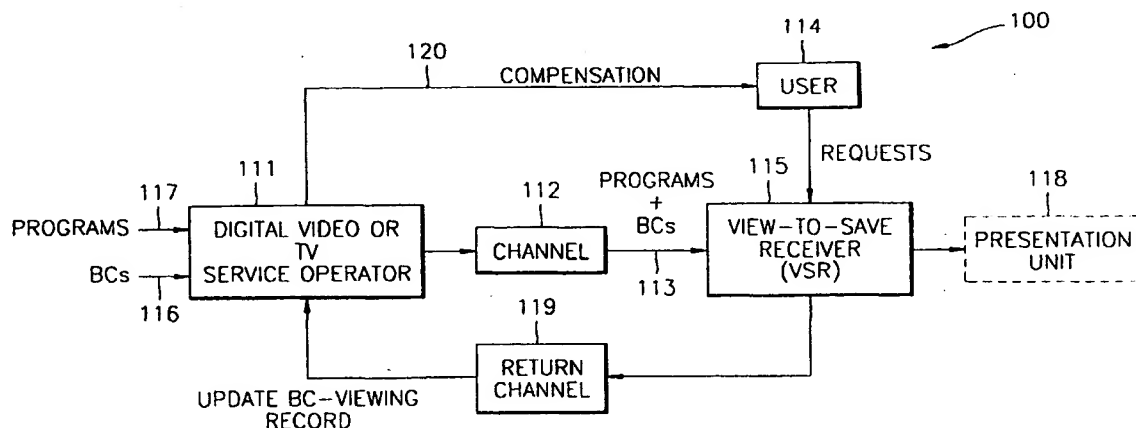 100
120
COMPENSATION
114
USER
REQUESTS
117
PROGRAMS
BCs
116
111
DIGITAL VIDEO OR
TV
SERVICE OPERATOR
112
CHANNEL
PROGRAMS
+
BCs
113
115
VIEW-TO-SAVE
RECEIVER
(VSR)
118
PRESENTATION
UNIT
119
RETURN
CHANNEL
UPDATE BC-VIEWING
RECORD